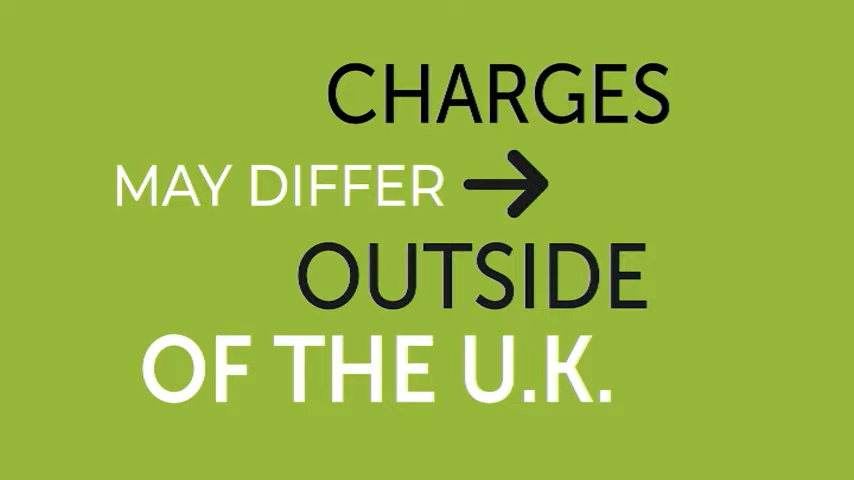 CHARGES
MAY DIFFER →
OUTSIDE
OF THE U.K.